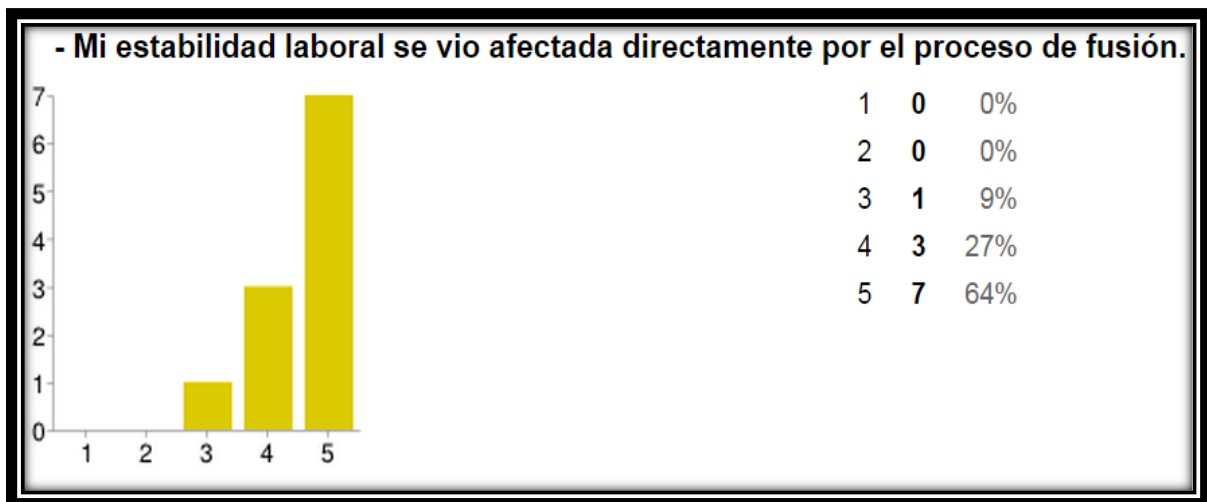 - Mi estabilidad laboral se vio afectada directamente por el proceso de fusión.
7
6
5
4
3
2
1
0
1 2 3 4 5
1 0 0%
2 0 0%
3 1 9%
4 3 27%
5 7 64%